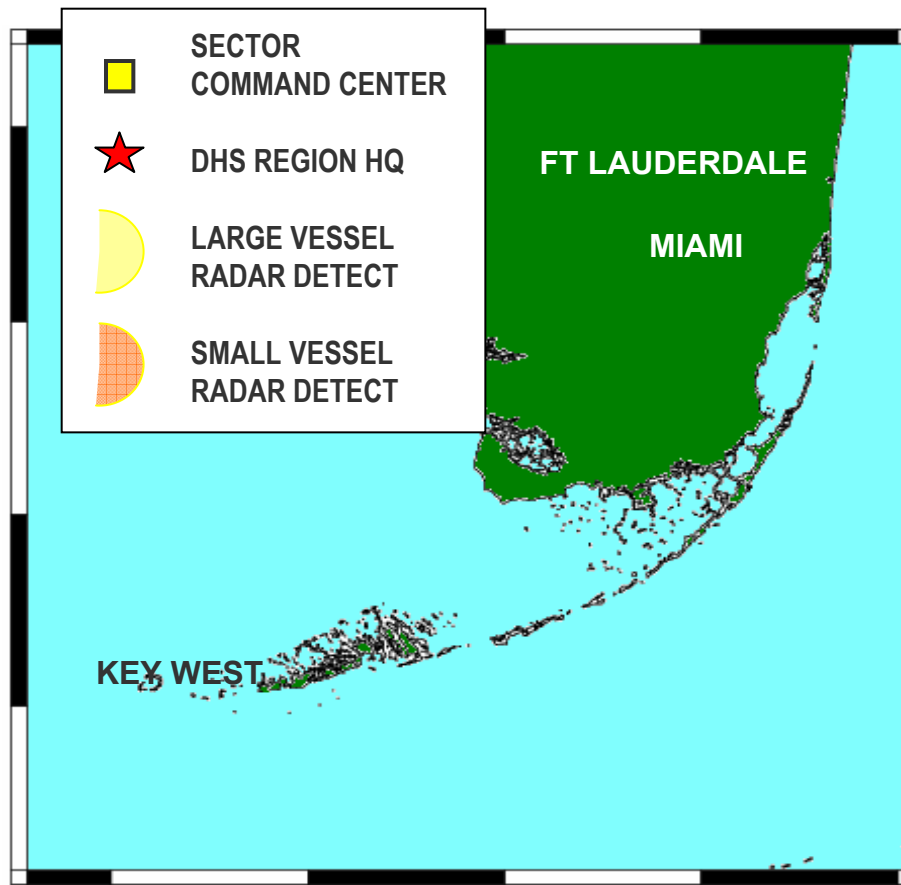 SECTOR
COMMAND CENTER
DHS REGION HQ
LARGE VESSEL
RADAR DETECT
SMALL VESSEL
RADAR DETECT
FT LAUDERDALE
MIAMI
KEY WEST